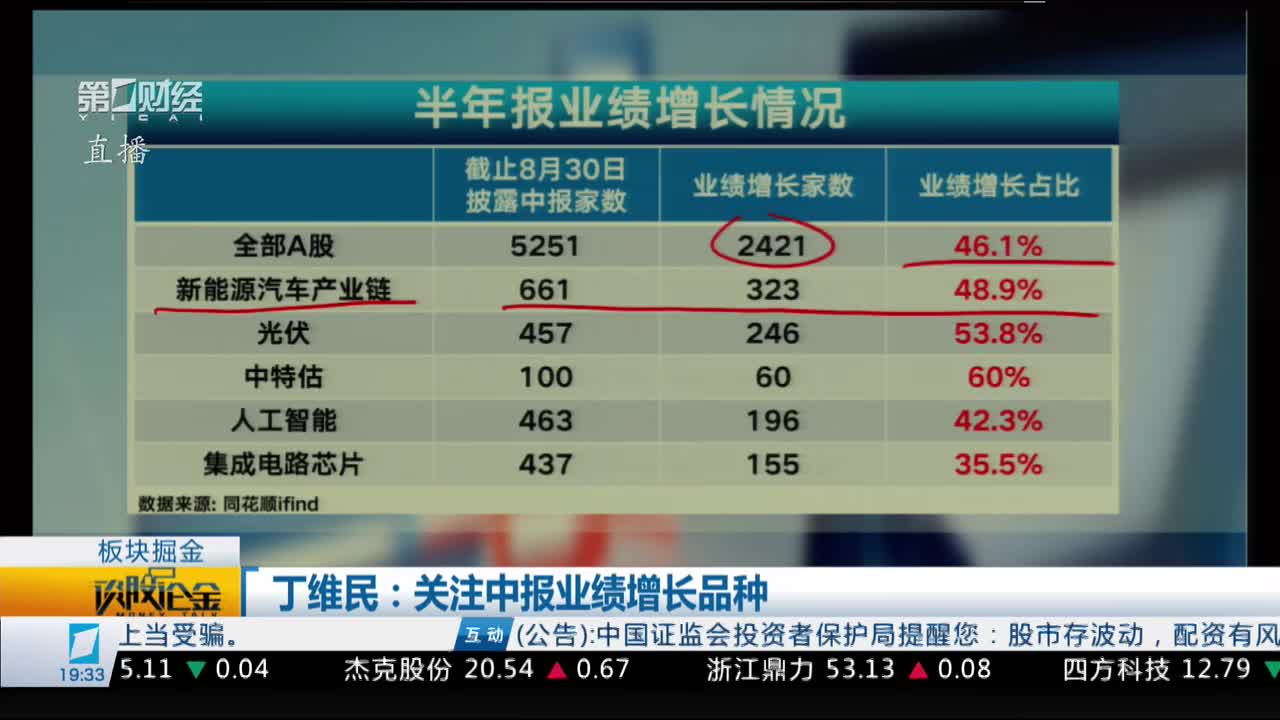 第一财经
YICAI
直播
半年报业绩增长情况
截止8月30日
披露中报家数
业绩增长家数
业绩增长占比
全部A股 5251 2421 46.1%
新能源汽车产业链 661 323 48.9%
光伏 457 246 53.8%
中特估 100 60 60%
人工智能 463 196 42.3%
集成电路芯片 437 155 35.5%
数据来源: 同花顺ifind
板块掘金
谈股论金
MONEY TALK
丁维民：关注中报业绩增长品种
上当受骗。 互动 (公告):中国证监会投资者保护局提醒您：股市存波动，配资有风
19:33
5.11 ▼ 0.04 杰克股份 20.54 ▲ 0.67 浙江鼎力 53.13 ▲ 0.08 四方科技 12.79 ▼